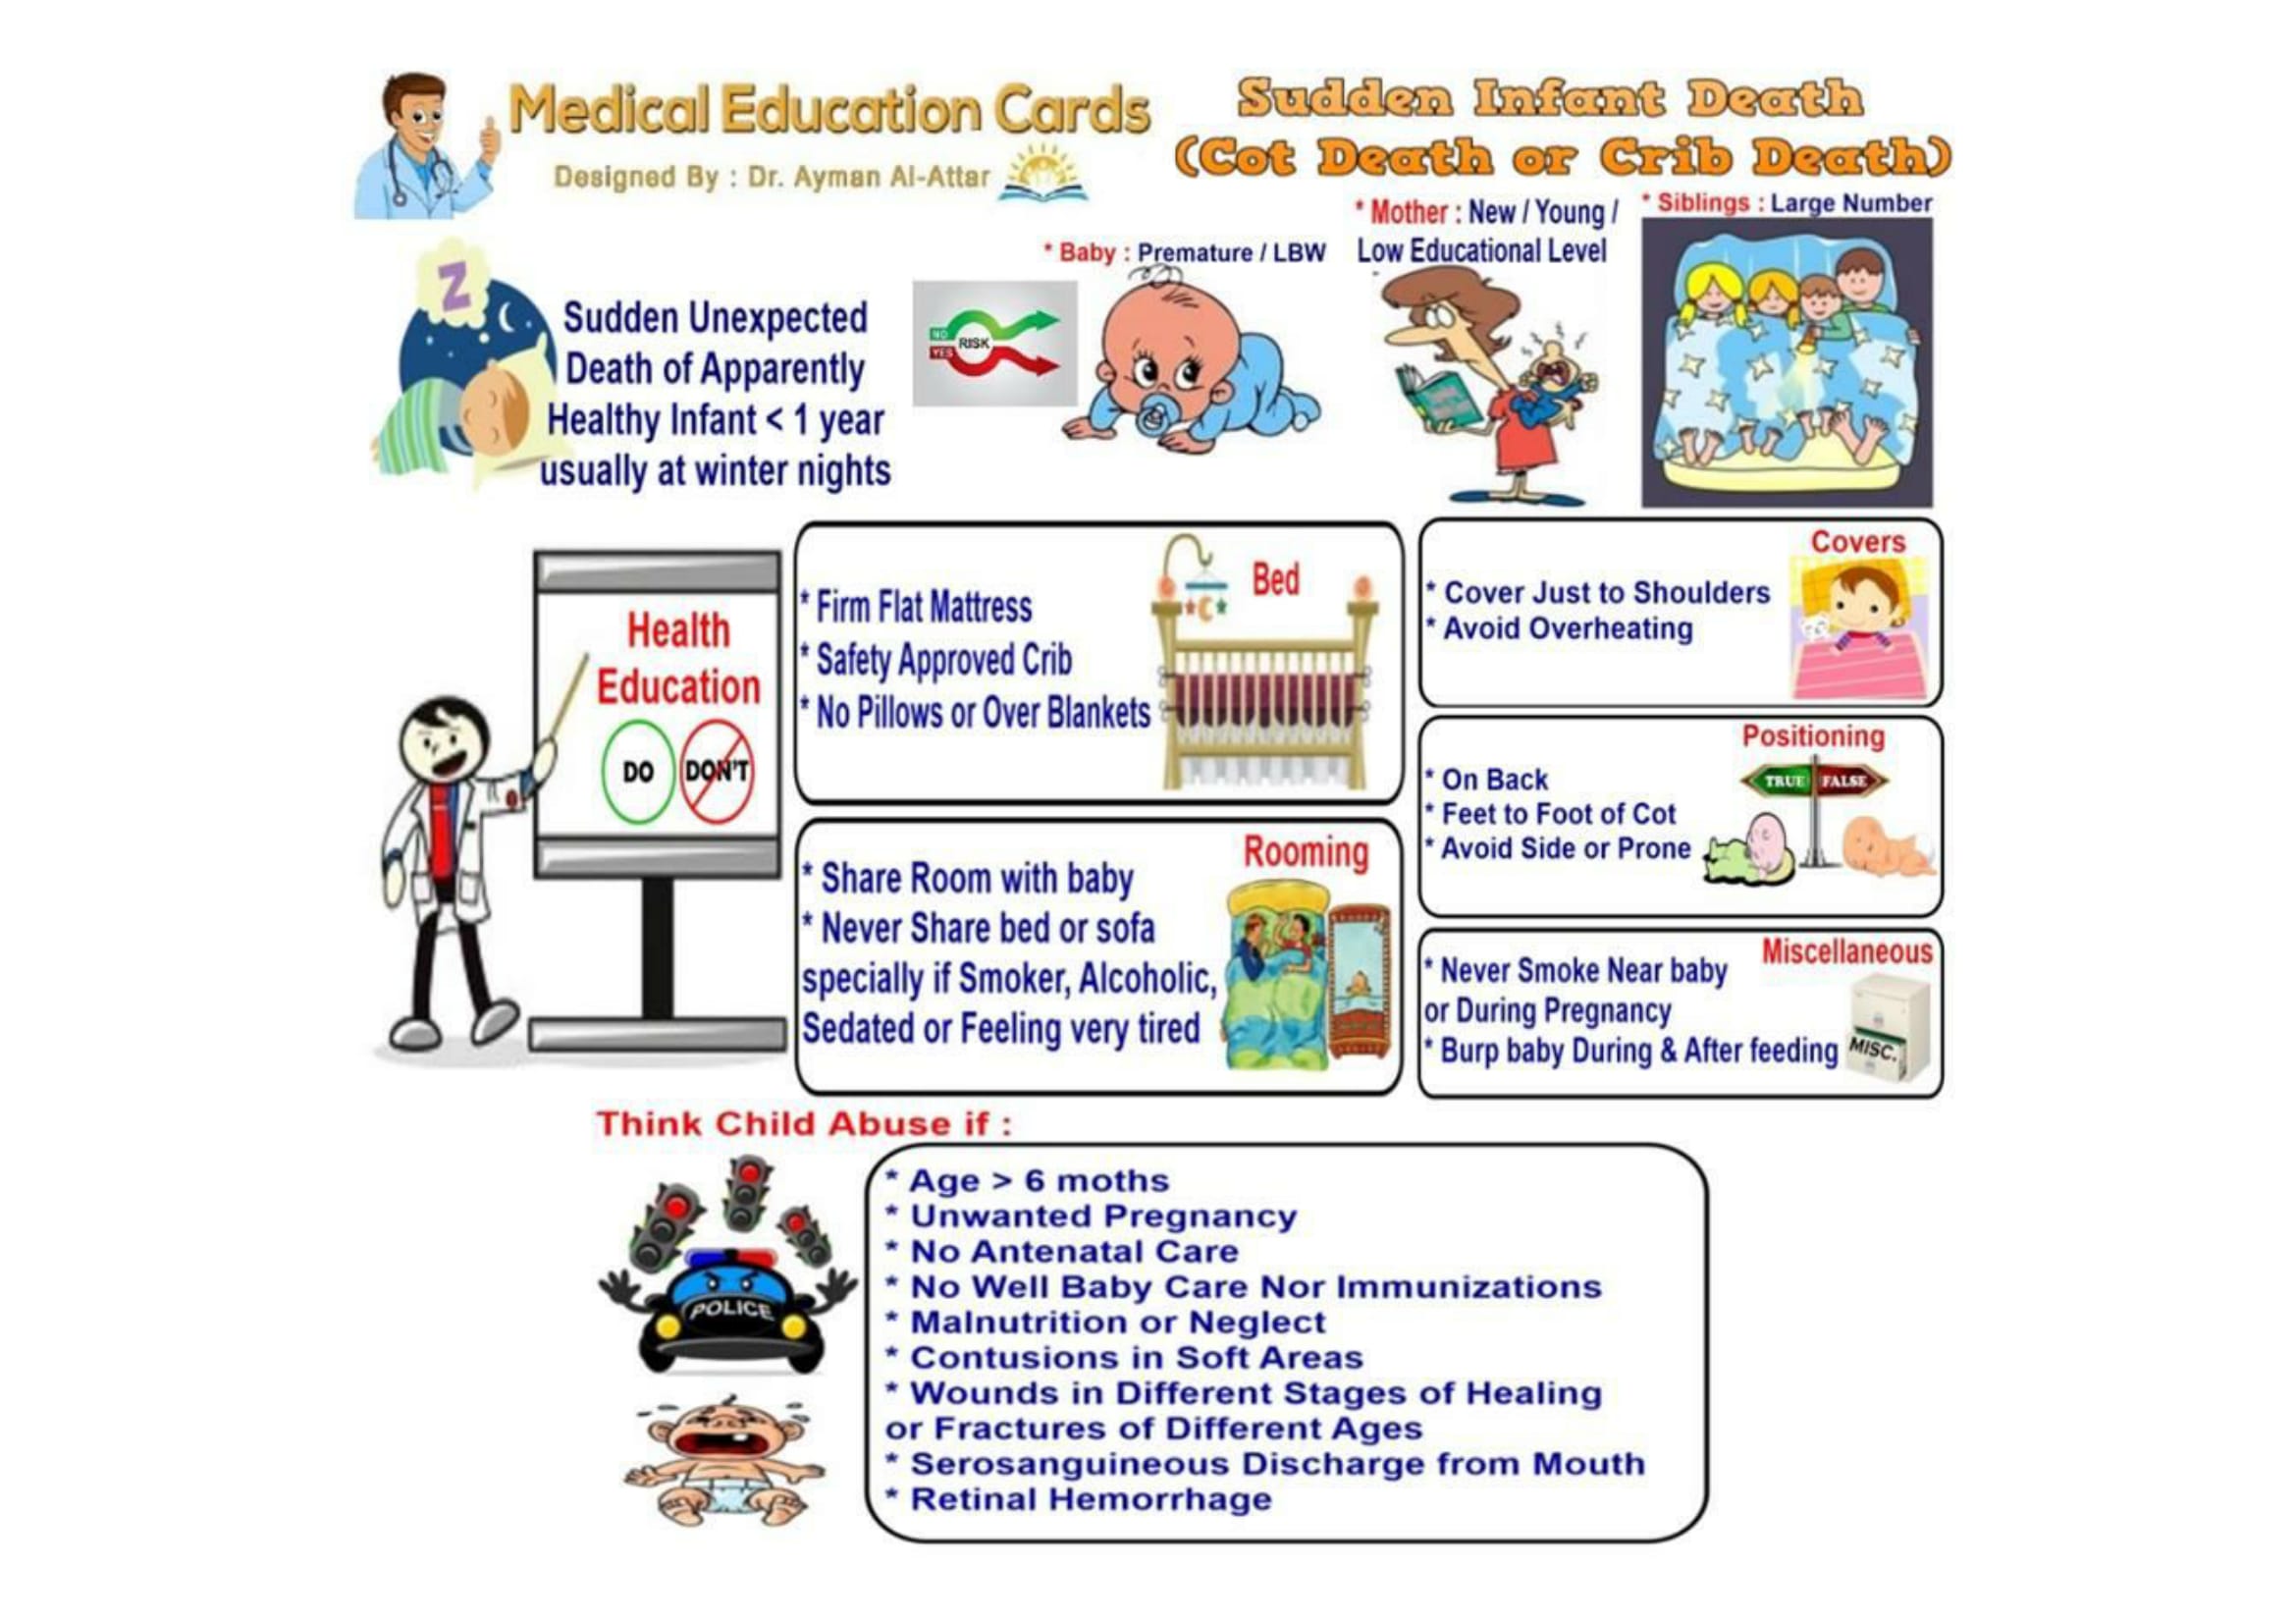 Medical Education Cards
Designed By : Dr. Ayman Al-Attar
Sudden Infant Death
(Cot Death or Crib Death)
Z
Sudden Unexpected
Death of Apparently
Healthy Infant < 1 year
usually at winter nights
NO
YES
RISK
* Baby : Premature / LBW
* Mother : New / Young /
Low Educational Level
* Siblings : Large Number
Health
Education
DO
DON'T
Bed
* Firm Flat Mattress
* Safety Approved Crib
* No Pillows or Over Blankets
Covers
* Cover Just to Shoulders
* Avoid Overheating
Rooming
* Share Room with baby
* Never Share bed or sofa
specially if Smoker, Alcoholic,
Sedated or Feeling very tired
Positioning
TRUE
FALSE
* On Back
* Feet to Foot of Cot
* Avoid Side or Prone
Miscellaneous
* Never Smoke Near baby
or During Pregnancy
* Burp baby During & After feeding
MISC.
Think Child Abuse if :
POLICE
* Age > 6 moths
* Unwanted Pregnancy
* No Antenatal Care
* No Well Baby Care Nor Immunizations
* Malnutrition or Neglect
* Contusions in Soft Areas
* Wounds in Different Stages of Healing
or Fractures of Different Ages
* Serosanguineous Discharge from Mouth
* Retinal Hemorrhage